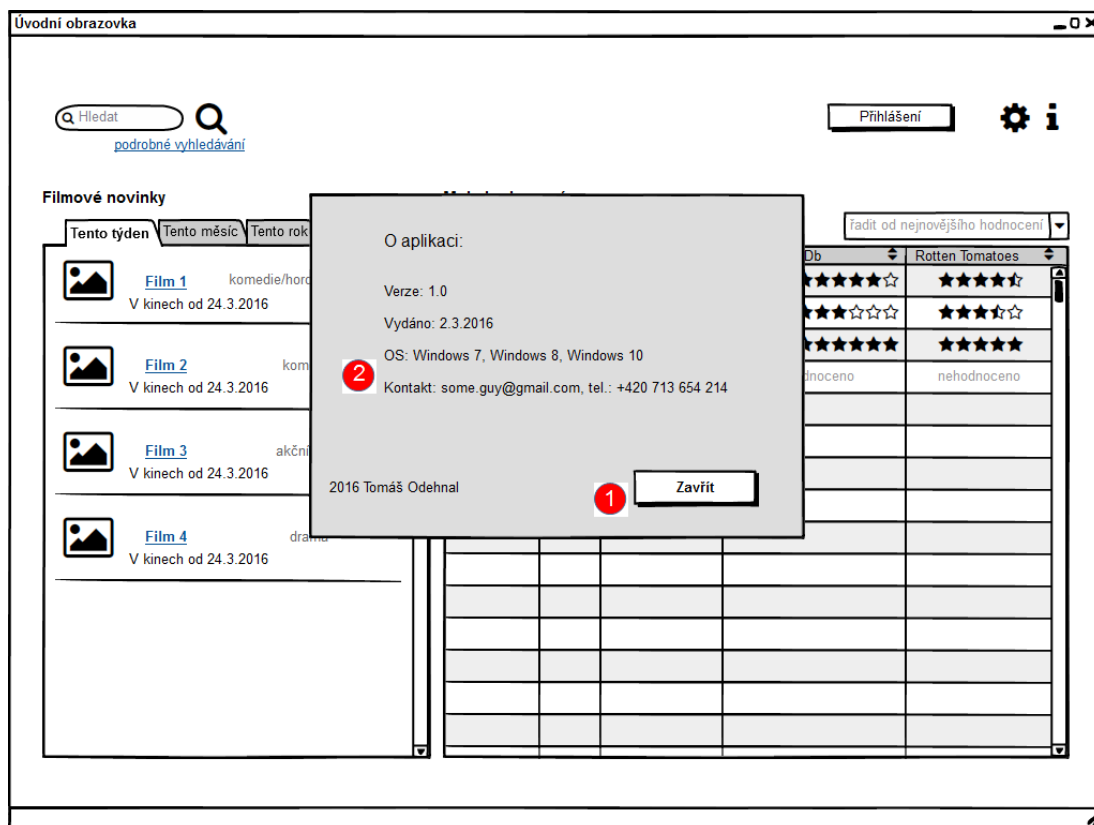 Úvodní obrazovka
Hledat
Přihlášení
podrobné vyhledávání
Filmové novinky
Tento týden
Tento měsíc
Tento rok
řadit od nejnovějšího hodnocení
Rotten Tomatoes
Film 1
V kinech od 24.3.2016
Film 2
V kinech od 24.3.2016
Film 3
V kinech od 24.3.2016
Film 4
V kinech od 24.3.2016
O aplikaci:
Verze: 1.0
Vydáno: 2.3.2016
OS: Windows 7, Windows 8, Windows 10
2
Kontakt: some.guy@gmail.com, tel.: +420 713 654 214
2016 Tomáš Odehnal
1
Zavřít
nehodnoceno